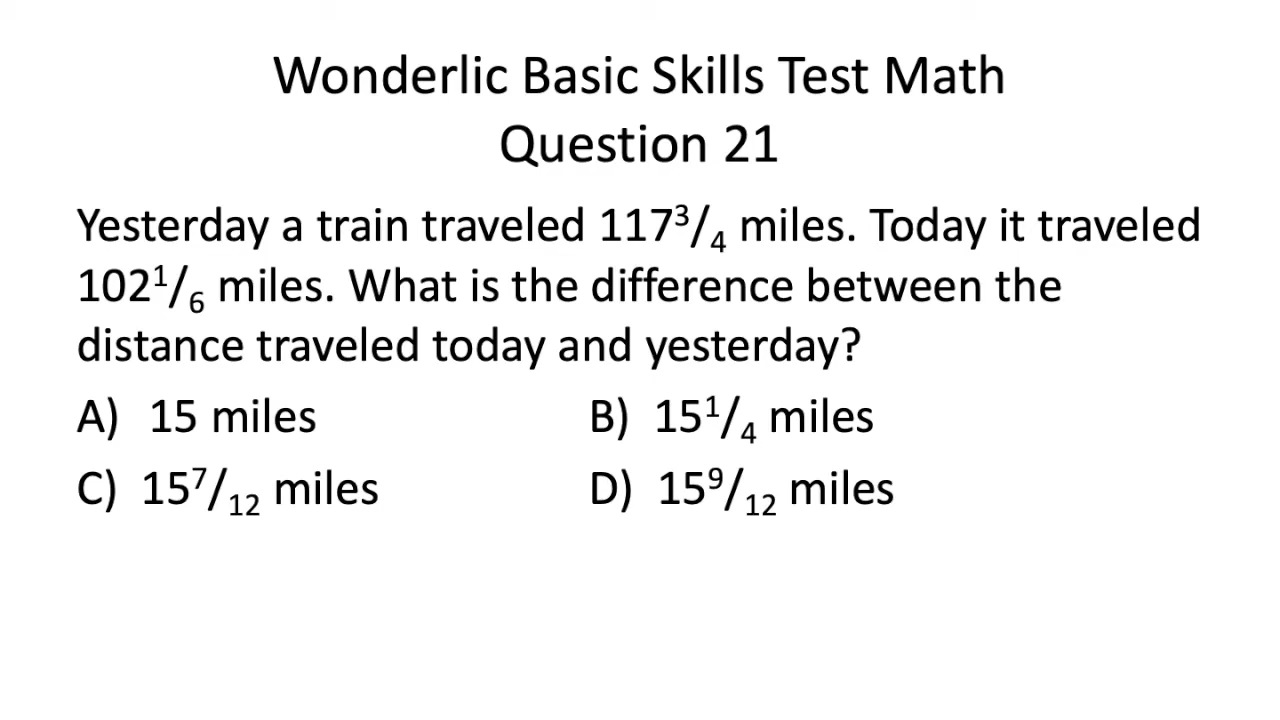 Wonderlic Basic Skills Test Math
Question 21
Yesterday a train traveled 117³/₄ miles. Today it traveled
102¹/₆ miles. What is the difference between the
distance traveled today and yesterday?
A) 15 miles B) 15¹/₄ miles
C) 15⁷/₁₂ miles D) 15⁹/₁₂ miles